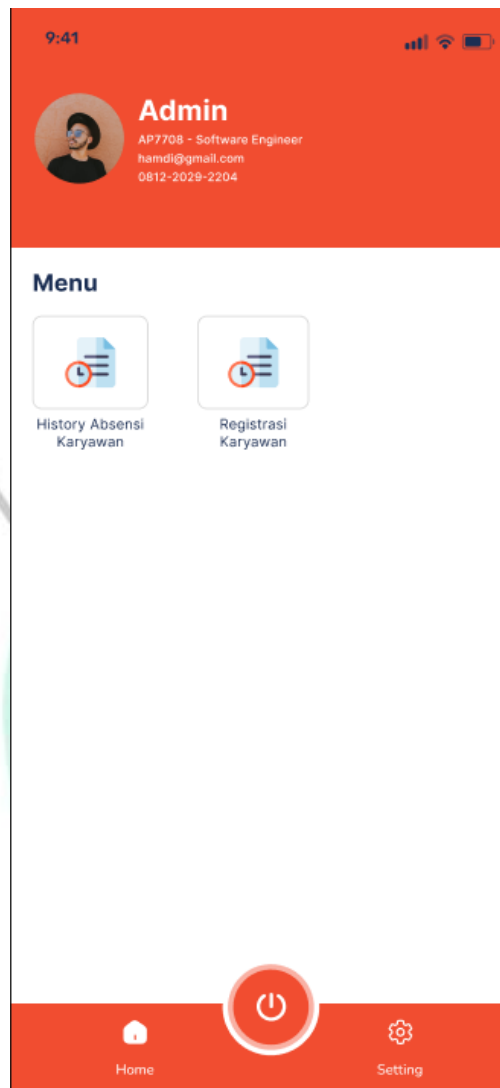 9:41
Admin
AP7708 - Software Engineer
hamdi@gmail.com
0812-2029-2204
Menu
History Absensi
Karyawan
Registrasi
Karyawan
Home
Setting